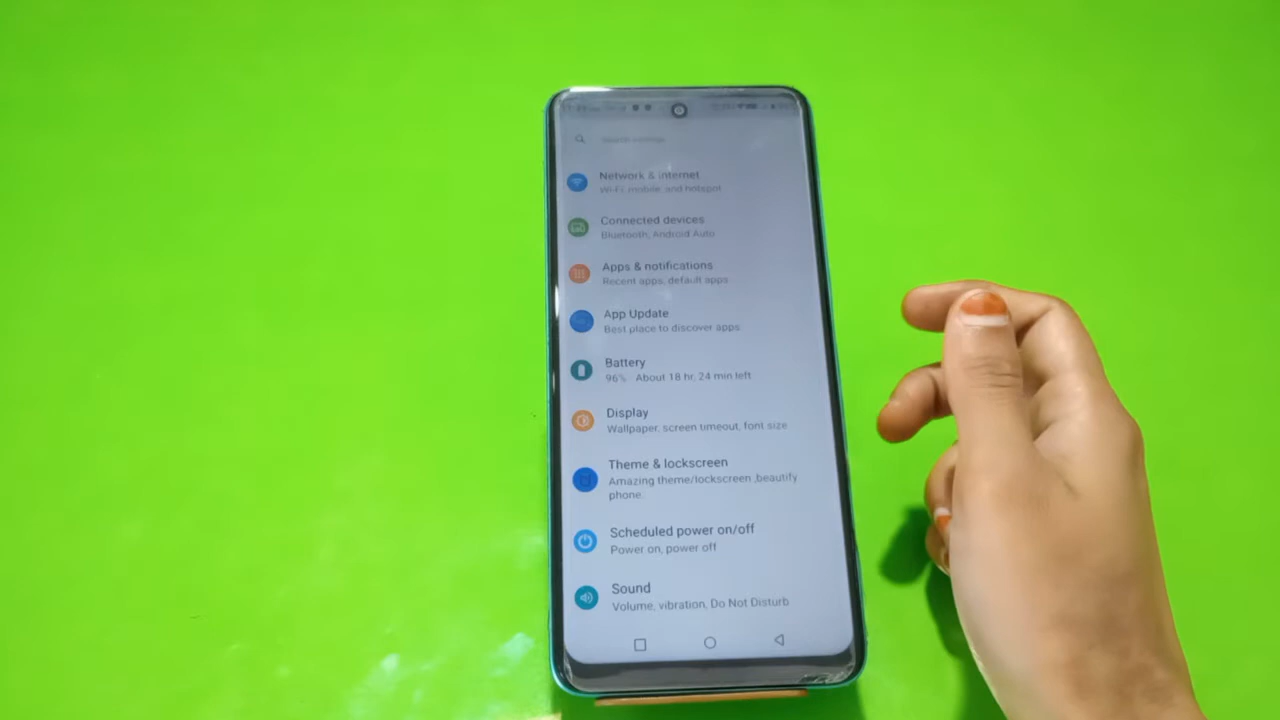 Search settings
Network & internet
Wi-Fi, mobile, and hotspot
Connected devices
Bluetooth, Android Auto
Apps & notifications
Recent apps, default apps
App Update
Best place to discover apps
Battery
96% About 18 hr, 24 min left
Display
Wallpaper, screen timeout, font size
Theme & lockscreen
Amazing theme/lockscreen ,beautify
phone.
Scheduled power on/off
Power on, power off
Sound
Volume, vibration, Do Not Disturb